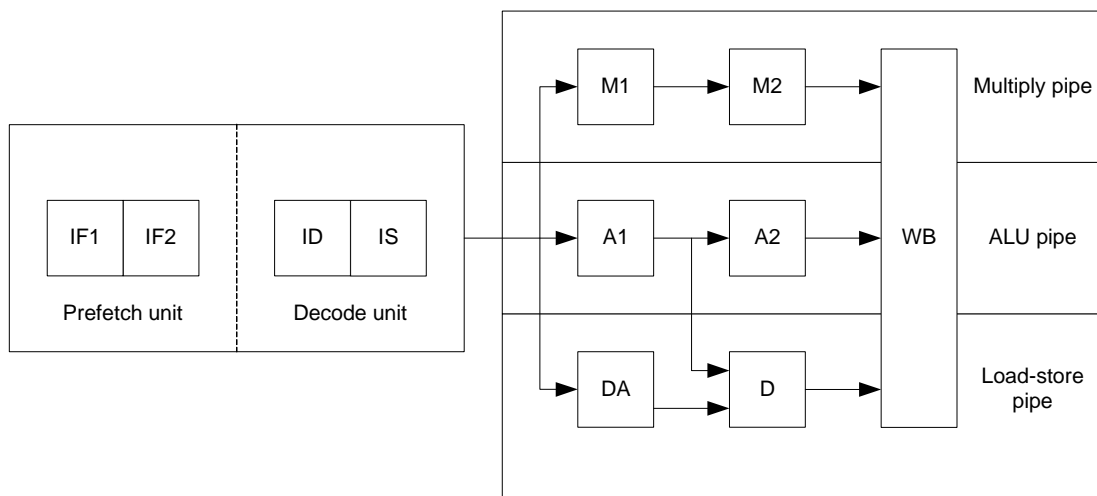 M1
M2
Multiply pipe
IF1
IF2
ID
IS
Prefetch unit
Decode unit
A1
A2
WB
ALU pipe
DA
D
Load-store
pipe